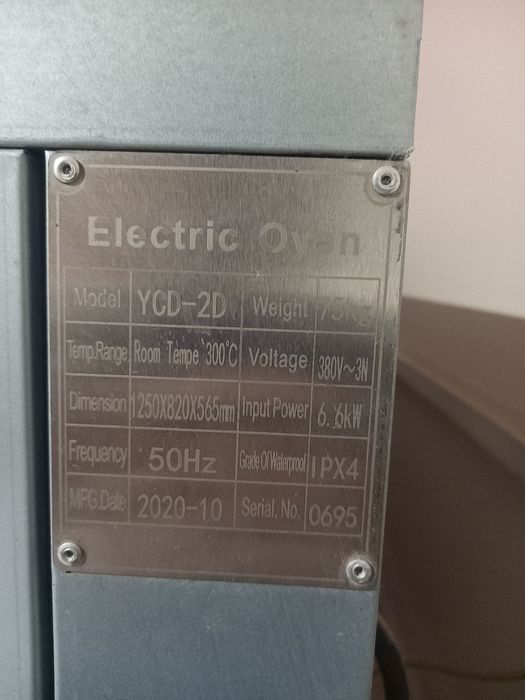 Electric Oven
Model YCD-2D Weight 75kg
Temp.Range Room Tempe 300℃ Voltage 380V~3N
Dimension 1250X820X565mm Input Power 6.6kW
Frequency 50Hz Grade Of Waterproof IPX4
MFG.Date 2020-10 Serial. No. 0695